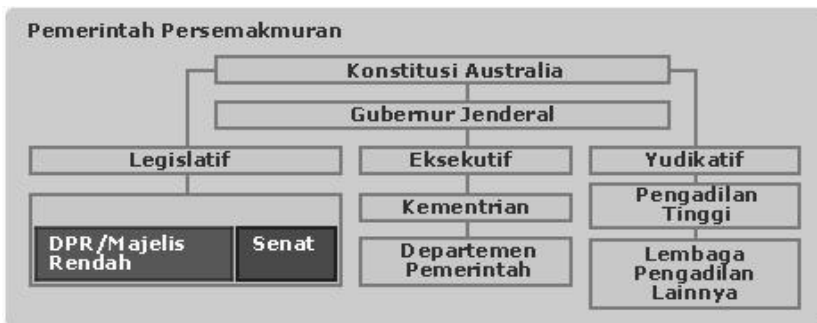 Pemerintah Persemakmuran
Konstitusi Australia
Gubernur Jenderal
Legislatif
Eksekutif
Yudikatif
DPR/Majelis
Rendah
Senat
Kementrian
Departemen
Pemerintah
Pengadilan
Tinggi
Lembaga
Pengadilan
Lainnya